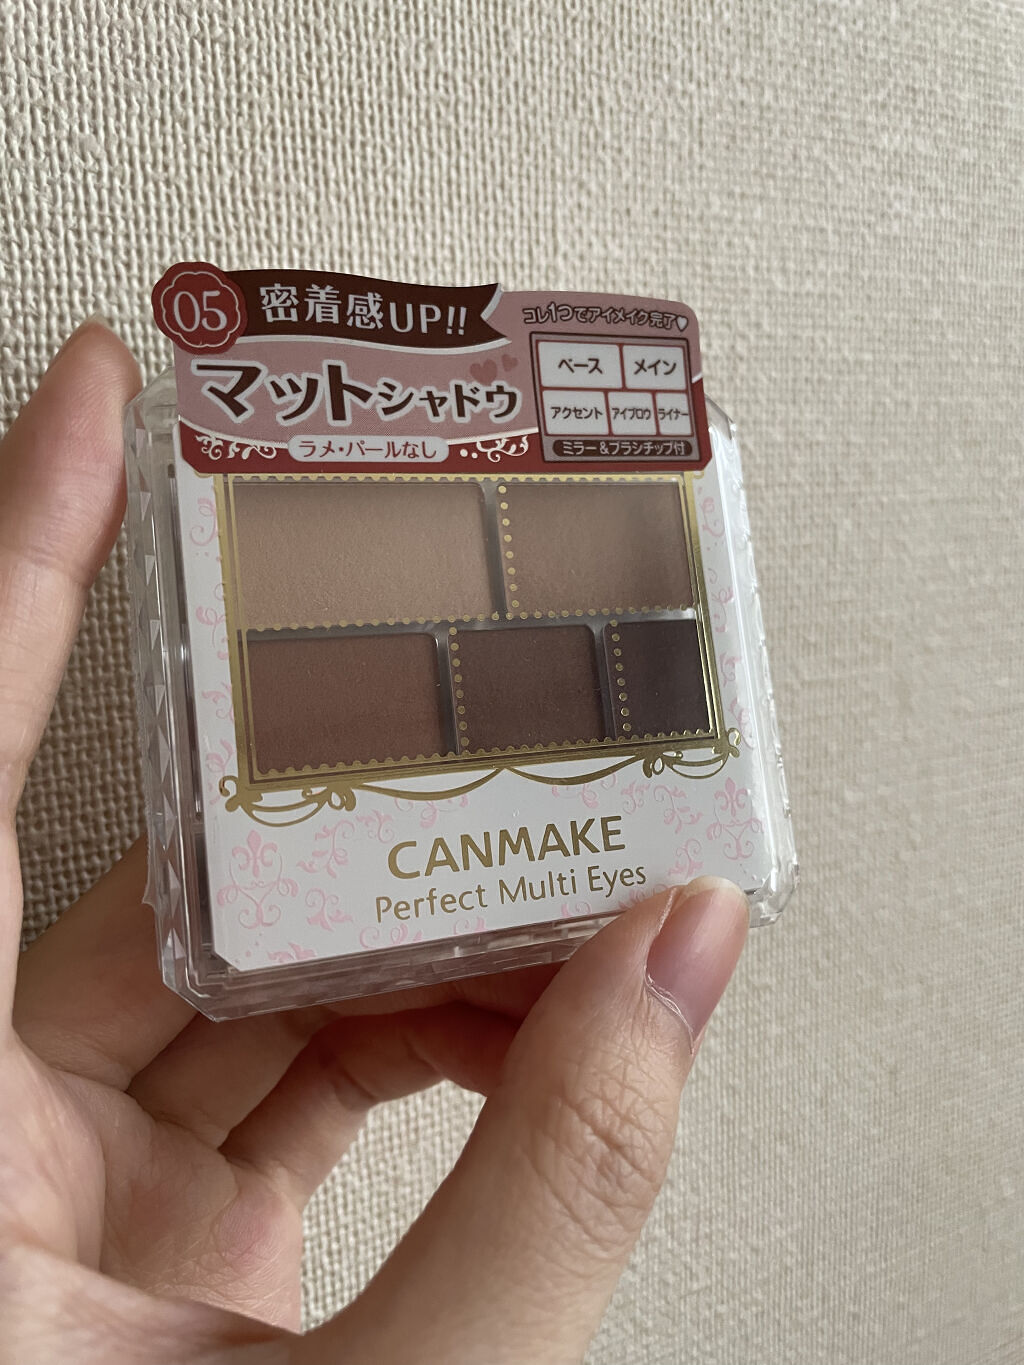 05
密着感UP!!
マットシャドウ
ラメ・パールなし
コレ1つでアイメイク完了♥
ベース メイン
アクセント アイブロウ ライナー
ミラー&ブラシチップ付
CANMAKE
Perfect Multi Eyes